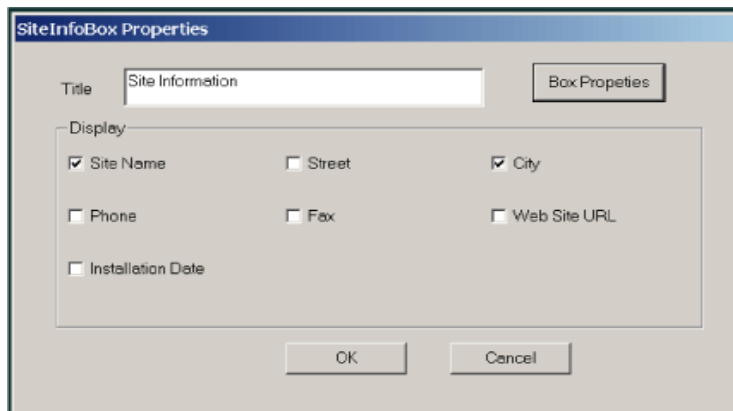 SiteInfoBox Properties
Title Site Information Box Propeties
Display
Site Name Street City
Phone Fax Web Site URL
Installation Date
OK Cancel